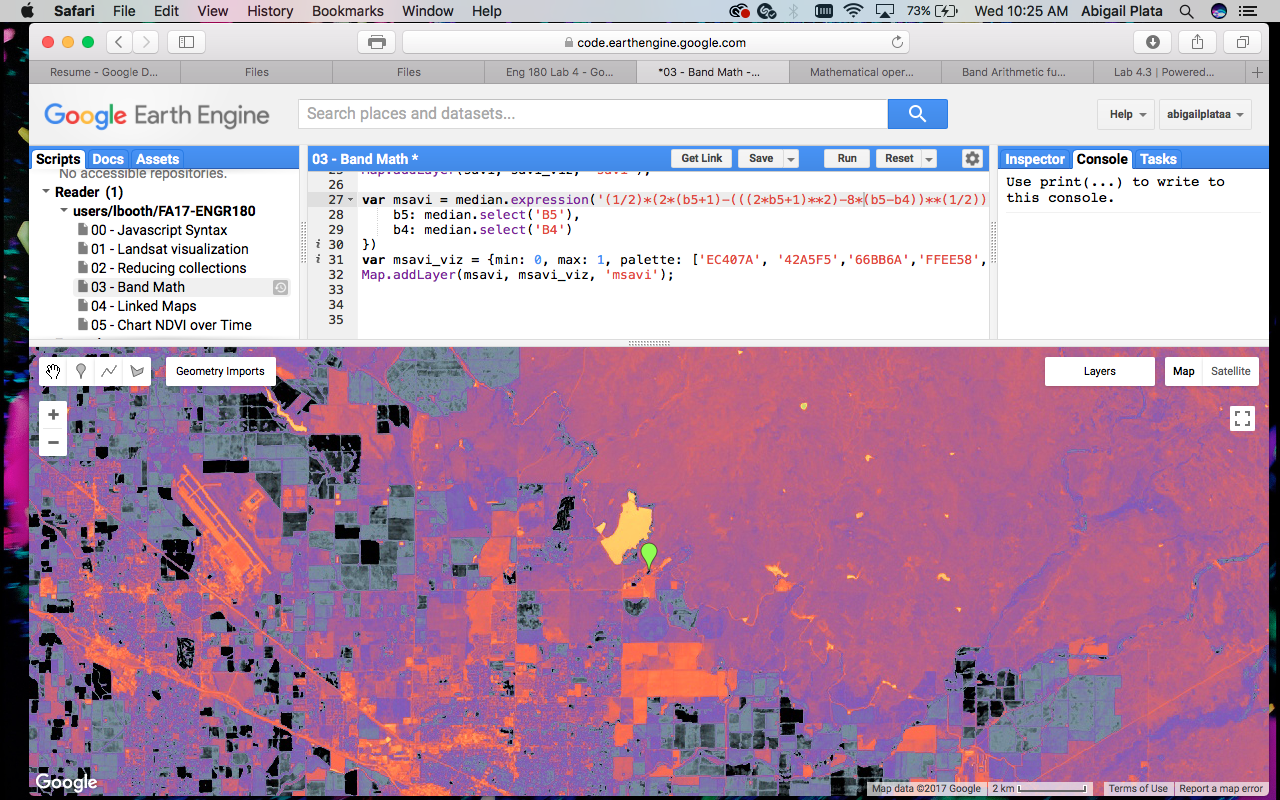 Safari File Edit View History Bookmarks Window Help 73% Wed 10:25 AM Abigail Plata
code.earthengine.google.com
Resume - Google D... Files Files Eng 180 Lab 4 - Go... *03 - Band Math -... Mathematical oper... Band Arithmetic fu... Lab 4.3 | Powered...
Google Earth Engine Search places and datasets... Help abigailplataa
Scripts Docs Assets
No accessible repositories.
Reader (1)
users/lbooth/FA17-ENGR180
00 - Javascript Syntax
01 - Landsat visualization
02 - Reducing collections
03 - Band Math
04 - Linked Maps
05 - Chart NDVI over Time
03 - Band Math * Get Link Save Run Reset
25 Map.addLayer(savi, savi_viz, 'savi');
26
27 var msavi = median.expression('(1/2)*(2*(b5+1)-(((2*b5+1)**2)-8*(b5-b4))**(1/2))
28 b5: median.select('B5'),
29 b4: median.select('B4')
i 30 })
i 31 var msavi_viz = {min: 0, max: 1, palette: ['EC407A', '42A5F5','66BB6A','FFEE58',
32 Map.addLayer(msavi, msavi_viz, 'msavi');
33
34
35
Inspector Console Tasks
Use print(...) to write to
this console.
Geometry Imports Layers Map Satellite
+
−
Google Map data ©2017 Google 2 km Terms of Use Report a map error